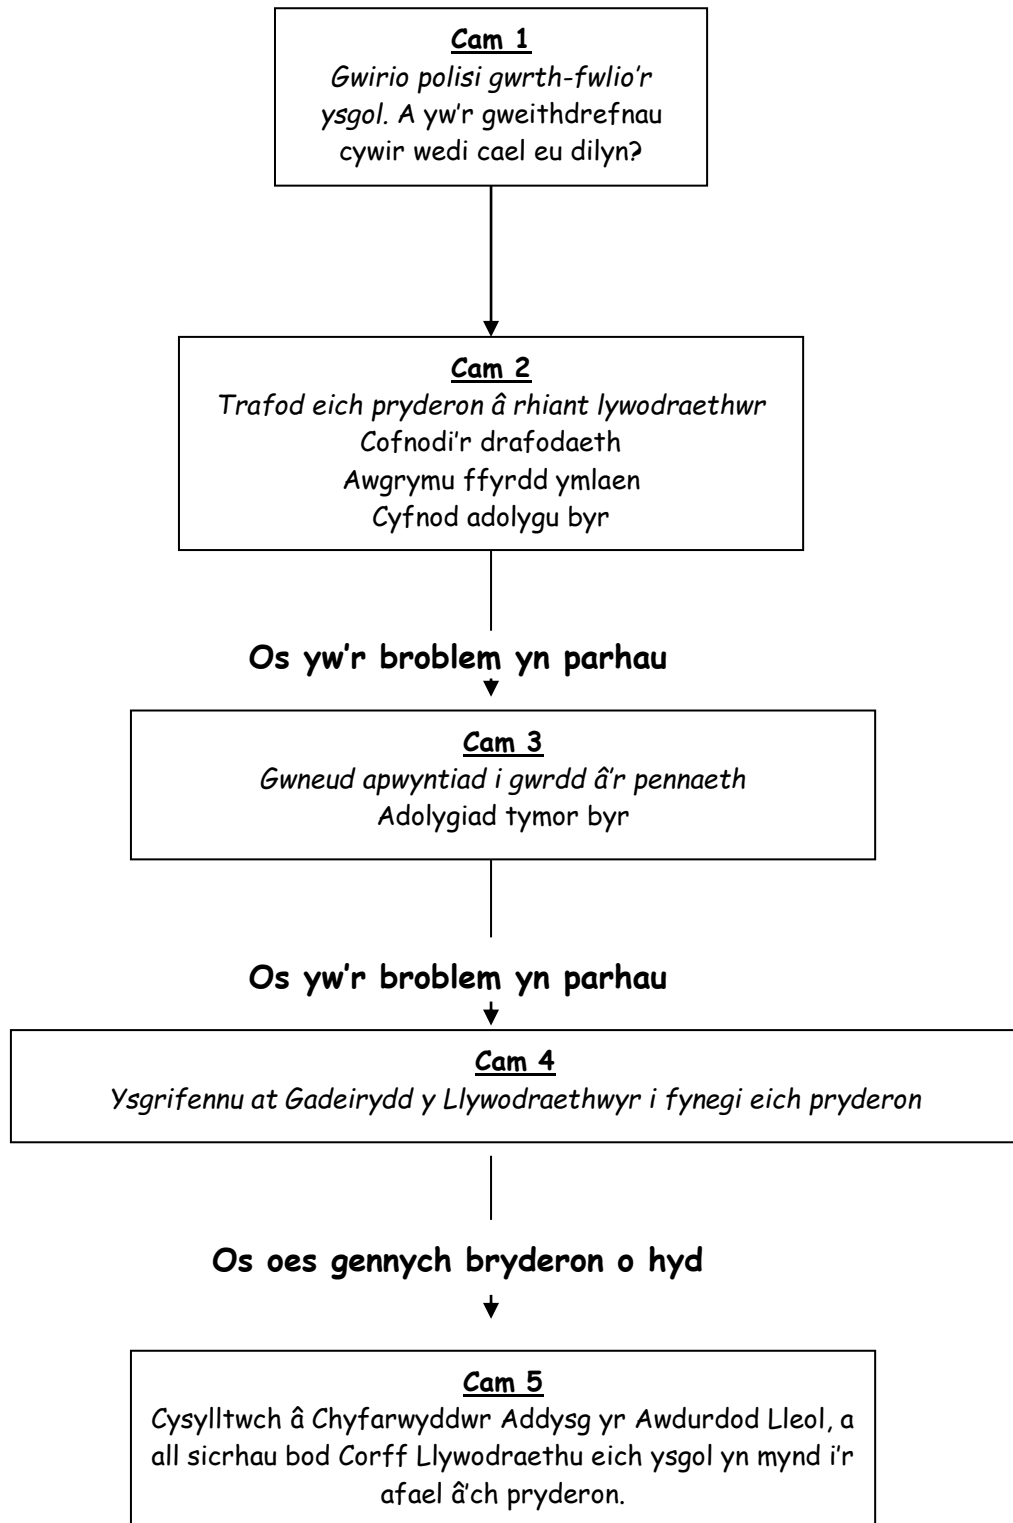 Cam 1
Gwirio polisi gwrth-fwlio'r
ysgol. A yw'r gweithdrefnau
cywir wedi cael eu dilyn?
Cam 2
Trafod eich pryderon â rhiant lywodraethwr
Cofnodi'r drafodaeth
Awgrymu ffyrdd ymlaen
Cyfnod adolygu byr
Os yw'r broblem yn parhau
Cam 3
Gwneud apwyntiad i gwrdd â'r pennaeth
Adolygiad tymor byr
Os yw'r broblem yn parhau
Cam 4
Ysgrifennu at Gadeirydd y Llywodraethwyr i fynegi eich pryderon
Os oes gennych bryderon o hyd
Cam 5
Cysylltwch â Chyfarwyddwr Addysg yr Awdurdod Lleol, a
all sicrhau bod Corff Llywodraethu eich ysgol yn mynd i'r
afael â'ch pryderon.